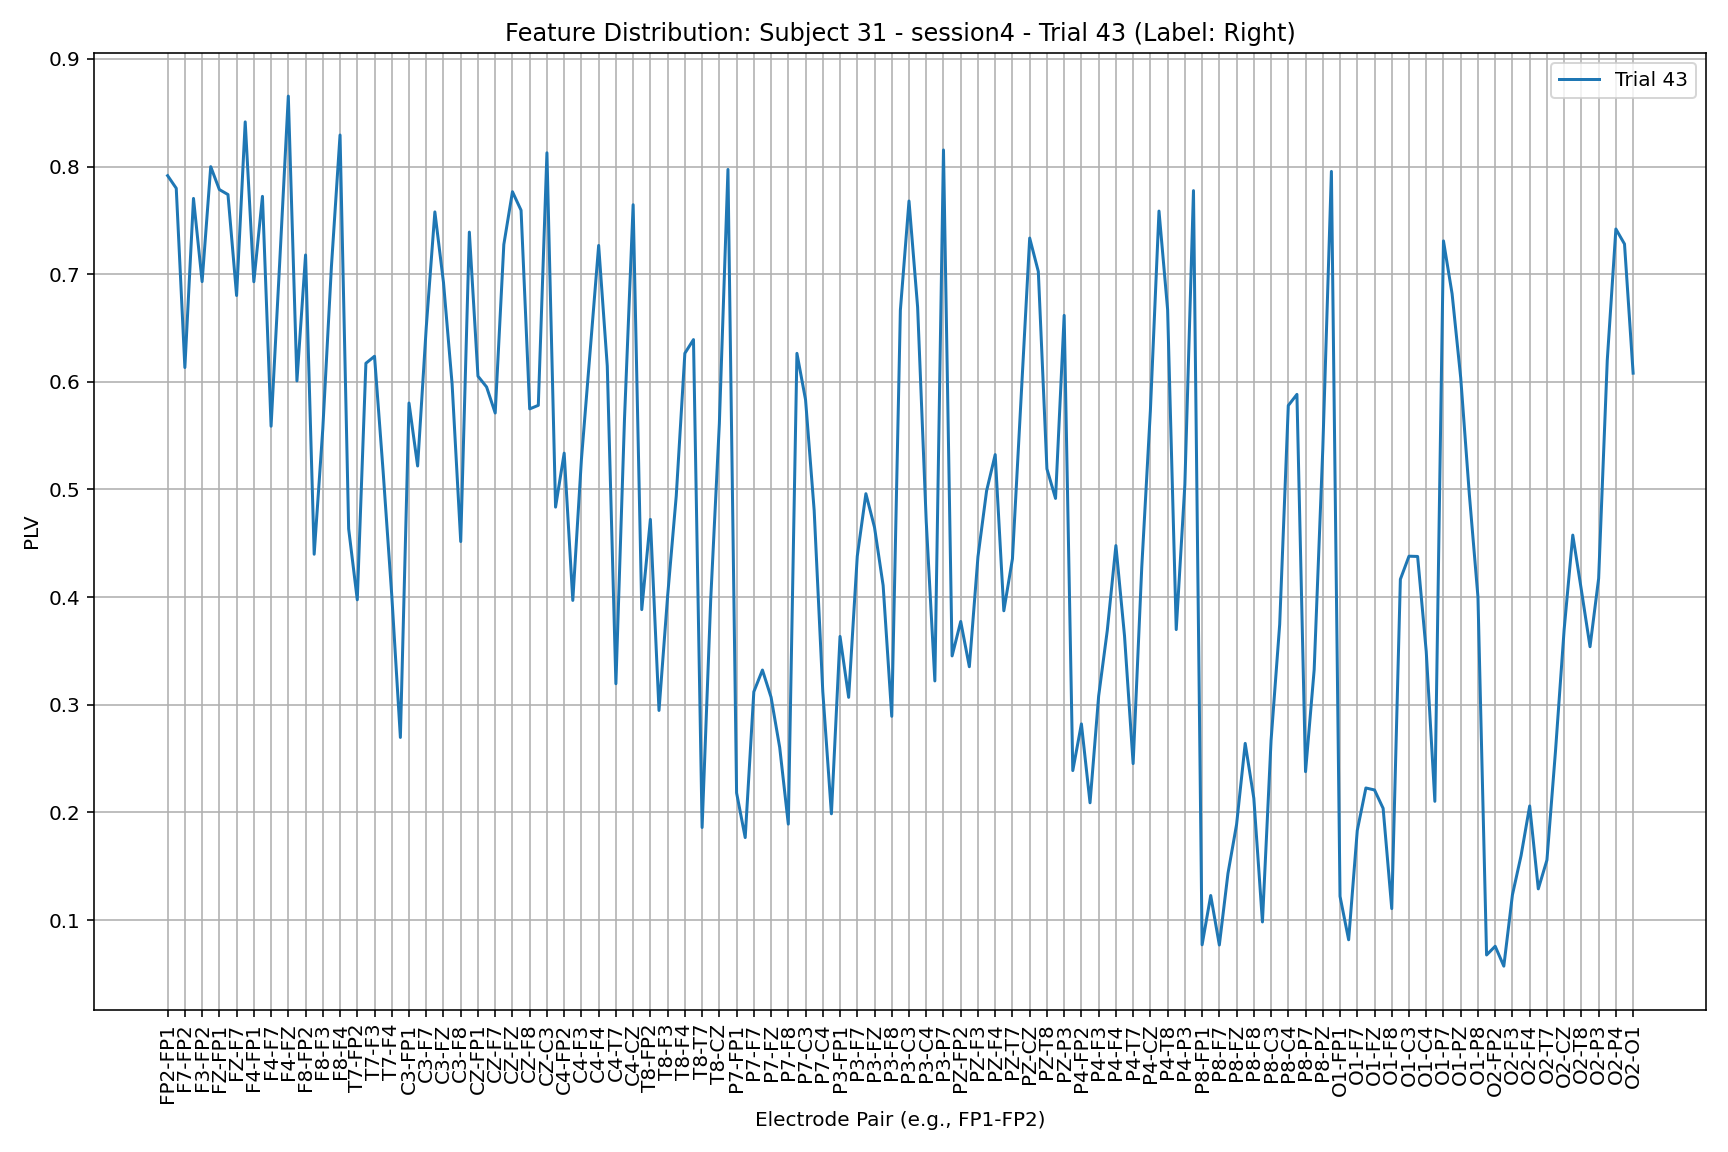 Feature Distribution: Subject 31 - session4 - Trial 43 (Label: Right)
Trial 43
PLV
0.9
0.8
0.7
0.6
0.5
0.4
0.3
0.2
0.1
FP2-FP1
F7-FP2
F3-FP2
FZ-FP1
FZ-F7
F4-FP1
F4-F7
F4-FZ
F8-FP2
F8-F3
F8-F4
T7-FP2
T7-F3
T7-F4
C3-FP1
C3-F7
C3-FZ
C3-F8
CZ-FP1
CZ-F7
CZ-FZ
CZ-F8
CZ-C3
C4-FP2
C4-F3
C4-F4
C4-T7
C4-CZ
T8-FP2
T8-F3
T8-F4
T8-T7
T8-CZ
P7-FP1
P7-F7
P7-FZ
P7-F8
P7-C3
P7-C4
P3-FP1
P3-F7
P3-FZ
P3-F8
P3-C3
P3-C4
P3-P7
PZ-FP2
PZ-F3
PZ-F4
PZ-T7
PZ-CZ
PZ-T8
PZ-P3
P4-FP2
P4-F3
P4-F4
P4-T7
P4-CZ
P4-T8
P4-P3
P8-FP1
P8-F7
P8-FZ
P8-F8
P8-C3
P8-C4
P8-P7
P8-PZ
O1-FP1
O1-F7
O1-FZ
O1-F8
O1-C3
O1-C4
O1-P7
O1-PZ
O1-P8
O2-FP2
O2-F3
O2-F4
O2-T7
O2-CZ
O2-T8
O2-P3
O2-P4
O2-O1
Electrode Pair (e.g., FP1-FP2)